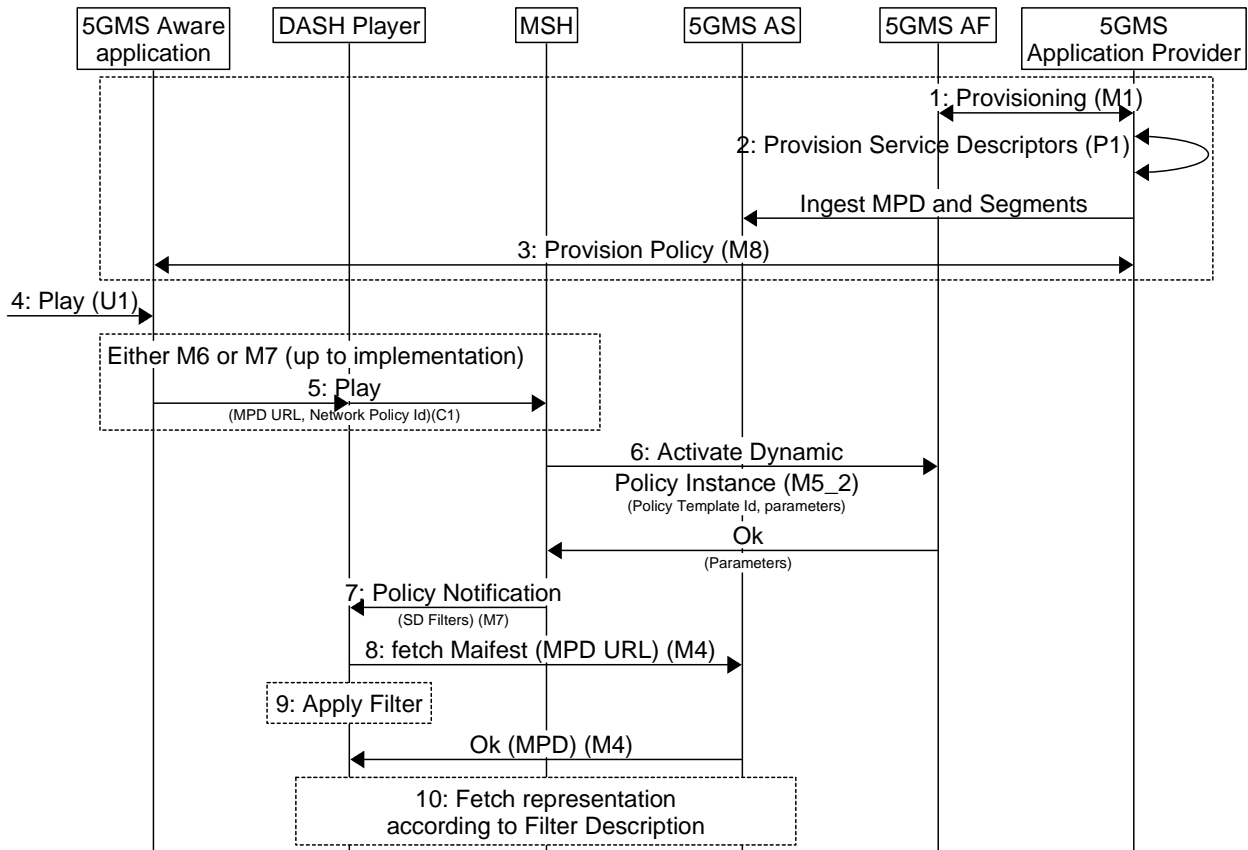 5GMS Aware
application
DASH Player
MSH
5GMS AS
5GMS AF
5GMS
Application Provider
1: Provisioning (M1)
2: Provision Service Descriptors (P1)
Ingest MPD and Segments
3: Provision Policy (M8)
4: Play (U1)
Either M6 or M7 (up to implementation)
5: Play
(MPD URL, Network Policy Id)(C1)
6: Activate Dynamic
Policy Instance (M5_2)
(Policy Template Id, parameters)
Ok
(Parameters)
7: Policy Notification
(SD Filters) (M7)
8: fetch Maifest (MPD URL) (M4)
9: Apply Filter
Ok (MPD) (M4)
10: Fetch representation
according to Filter Description